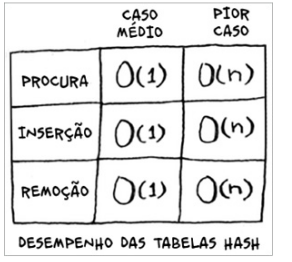 CASO MÉDIO
PIOR CASO
PROCURA O(1) O(n)
INSERÇÃO O(1) O(n)
REMOÇÃO O(1) O(n)
DESEMPENHO DAS TABELAS HASH